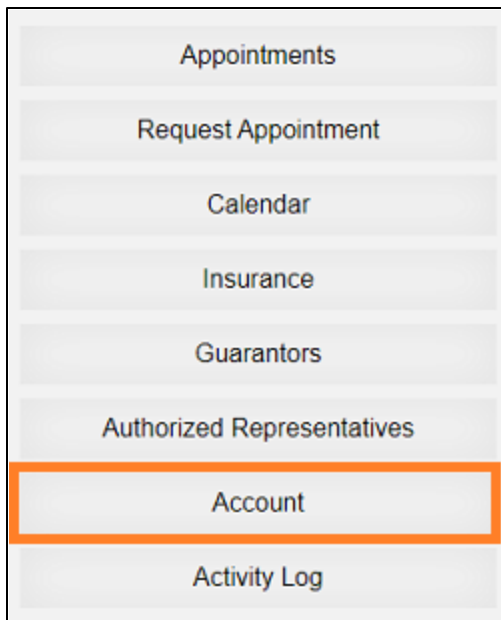 Appointments
Request Appointment
Calendar
Insurance
Guarantors
Authorized Representatives
Account
Activity Log